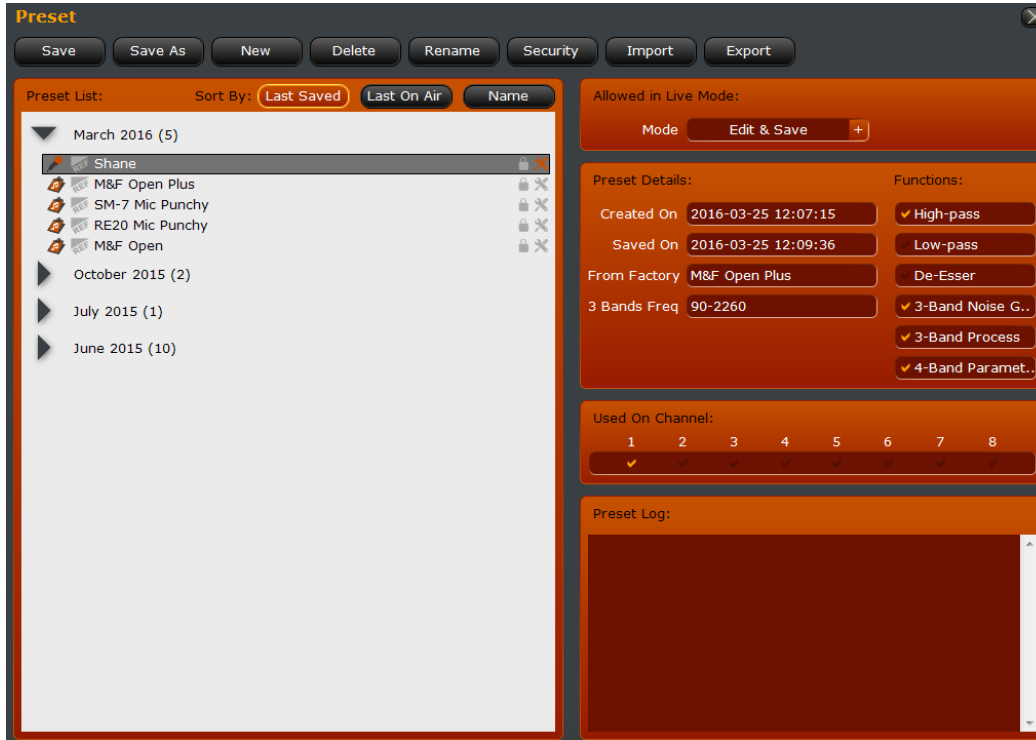 Preset
Save Save As New Delete Rename Security Import Export
Preset List: Sort By: Last Saved Last On Air Name
March 2016 (5)
REF Shane
REF M&F Open Plus
REF SM-7 Mic Punchy
REF RE20 Mic Punchy
REF M&F Open
October 2015 (2)
July 2015 (1)
June 2015 (10)
Allowed in Live Mode:
Mode Edit & Save +
Preset Details:
Created On 2016-03-25 12:07:15
Saved On 2016-03-25 12:09:36
From Factory M&F Open Plus
3 Bands Freq 90-2260
Functions:
High-pass
Low-pass
De-Esser
3-Band Noise G..
3-Band Process
4-Band Paramet..
Used On Channel:
1 2 3 4 5 6 7 8
Preset Log: